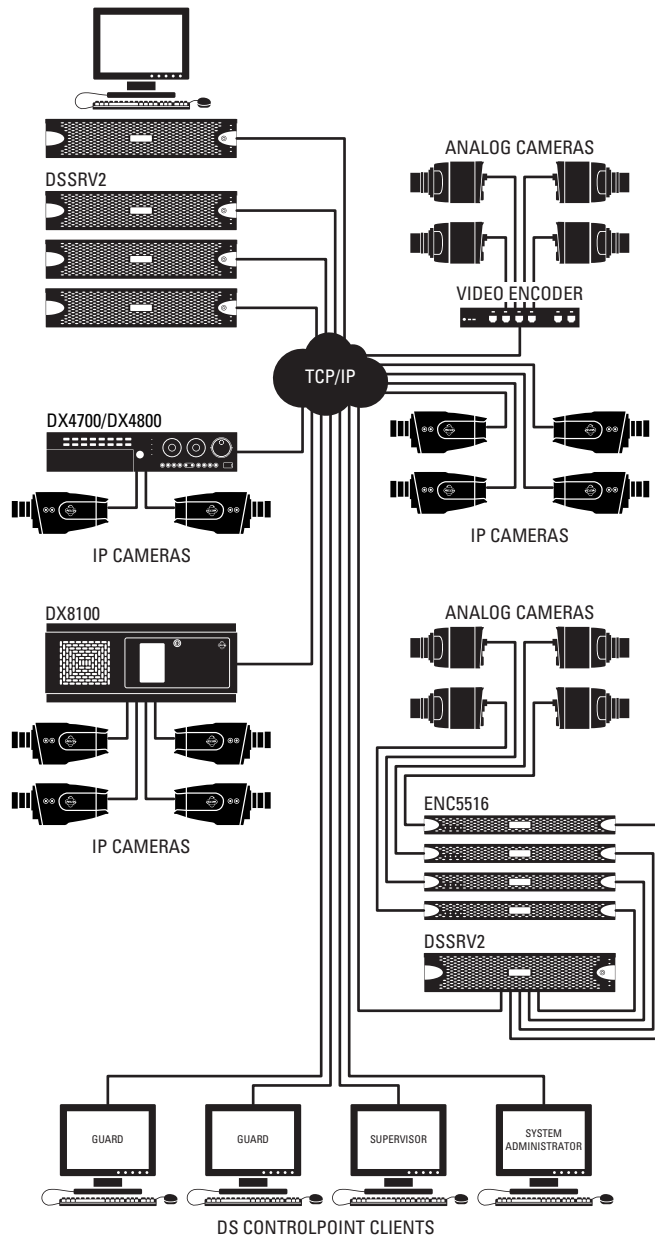 DSSRV2
ANALOG CAMERAS
VIDEO ENCODER
TCP/IP
DX4700/DX4800
IP CAMERAS
IP CAMERAS
DX8100
ANALOG CAMERAS
IP CAMERAS
ENC5516
DSSRV2
GUARD
GUARD
SUPERVISOR
SYSTEM
ADMINISTRATOR
DS CONTROLPOINT CLIENTS